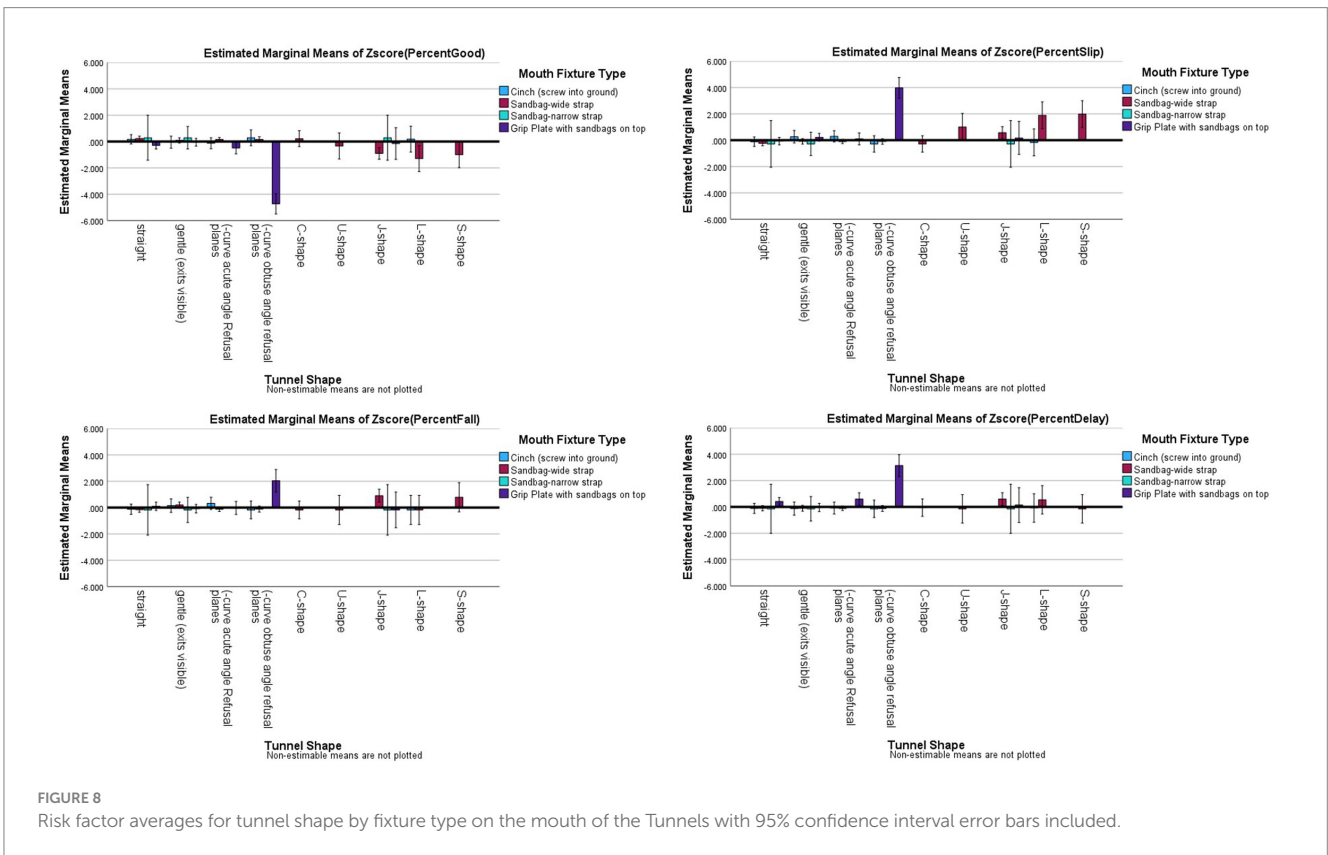 Estimated Marginal Means of Zscore(PercentGood)
Estimated Marginal Means
6.000
4.000
2.000
.000
-2.000
-4.000
-6.000
straight
gentle (exits visible)
(-curve acute angle Refusal
planes
(-curve obtuse angle refusal
planes
C-shape
U-shape
J-shape
L-shape
S-shape
Tunnel Shape
Non-estimable means are not plotted
Mouth Fixture Type
Cinch (screw into ground)
Sandbag-wide strap
Sandbag-narrow strap
Grip Plate with sandbags on top
Estimated Marginal Means of Zscore(PercentSlip)
Estimated Marginal Means
6.000
4.000
2.000
.000
-2.000
-4.000
-6.000
straight
gentle (exits visible)
(-curve acute angle Refusal
planes
(-curve obtuse angle refusal
planes
C-shape
U-shape
J-shape
L-shape
S-shape
Tunnel Shape
Non-estimable means are not plotted
Mouth Fixture Type
Cinch (screw into ground)
Sandbag-wide strap
Sandbag-narrow strap
Grip Plate with sandbags on top
Estimated Marginal Means of Zscore(PercentFall)
Estimated Marginal Means
6.000
4.000
2.000
.000
-2.000
-4.000
-6.000
straight
gentle (exits visible)
(-curve acute angle Refusal
planes
(-curve obtuse angle refusal
planes
C-shape
U-shape
J-shape
L-shape
S-shape
Tunnel Shape
Non-estimable means are not plotted
Mouth Fixture Type
Cinch (screw into ground)
Sandbag-wide strap
Sandbag-narrow strap
Grip Plate with sandbags on top
Estimated Marginal Means of Zscore(PercentDelay)
Estimated Marginal Means
6.000
4.000
2.000
.000
-2.000
-4.000
-6.000
straight
gentle (exits visible)
(-curve acute angle Refusal
planes
(-curve obtuse angle refusal
planes
C-shape
U-shape
J-shape
L-shape
S-shape
Tunnel Shape
Non-estimable means are not plotted
Mouth Fixture Type
Cinch (screw into ground)
Sandbag-wide strap
Sandbag-narrow strap
Grip Plate with sandbags on top
FIGURE 8
Risk factor averages for tunnel shape by fixture type on the mouth of the Tunnels with 95% confidence interval error bars included.